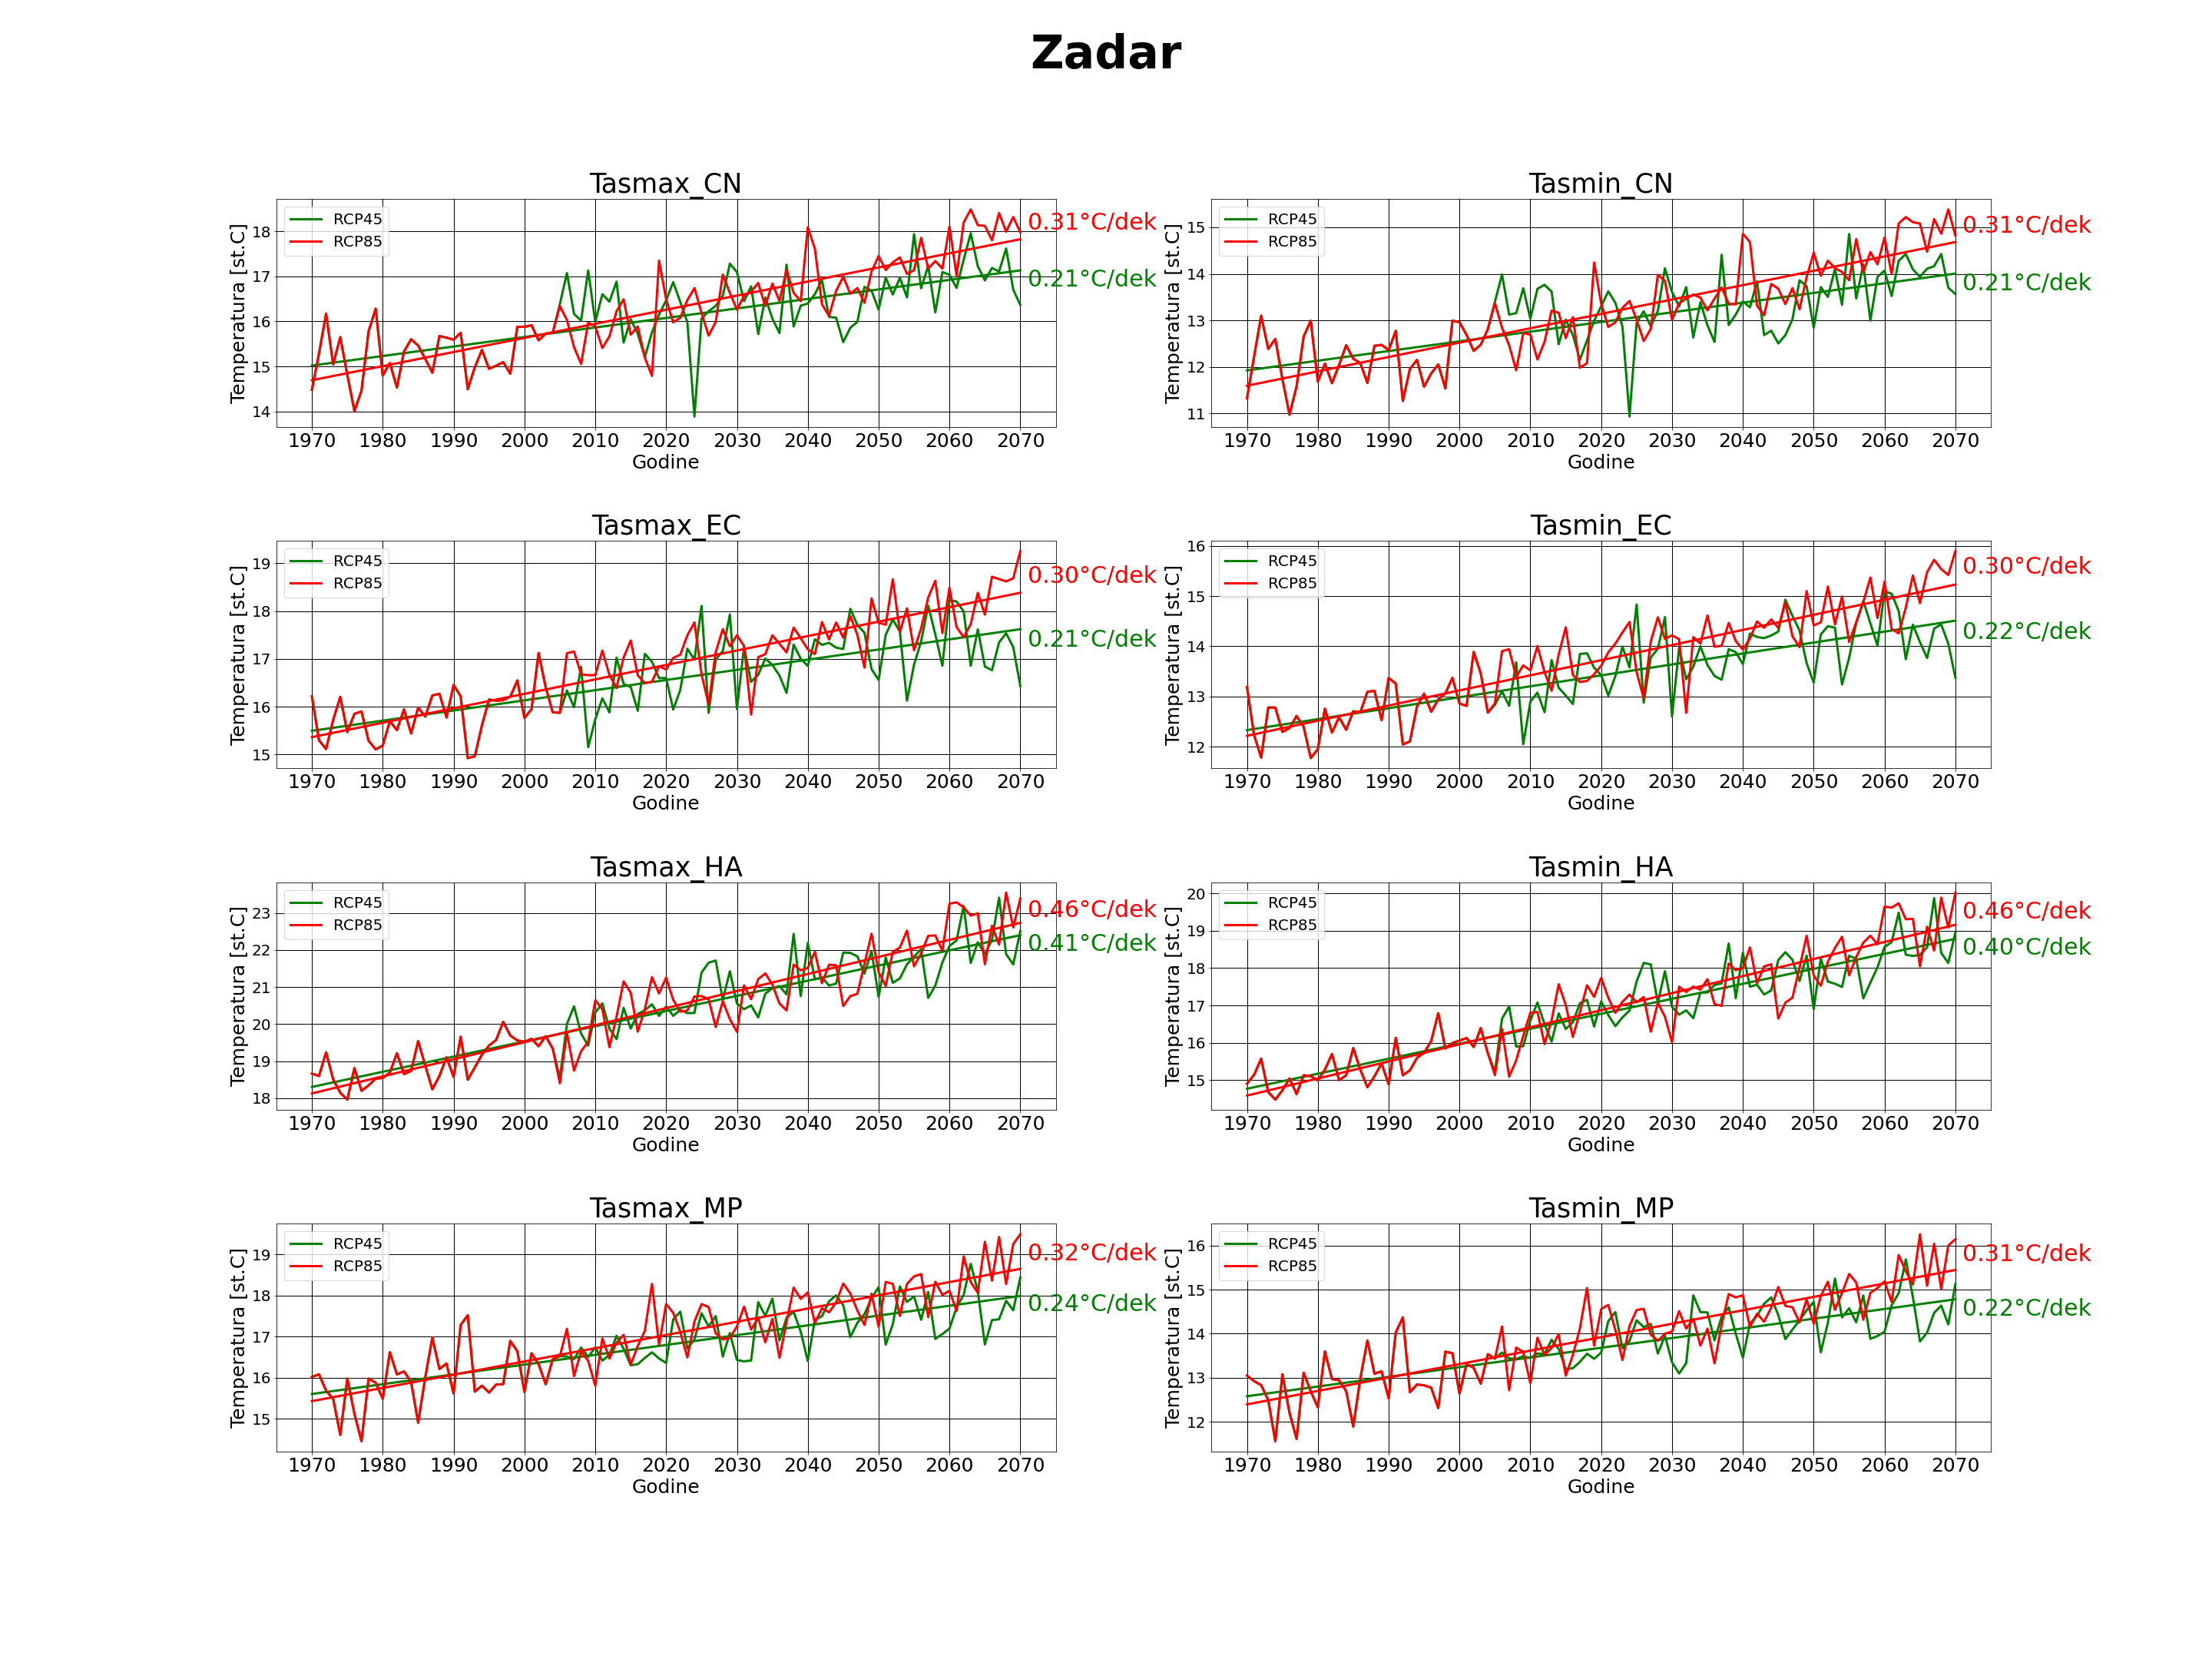 Zadar
Tasmax_CN
Temperatura [st.C]
18
17
16
15
14
RCP45
RCP85
0.31°C/dek
0.21°C/dek
1970 1980 1990 2000 2010 2020 2030 2040 2050 2060 2070
Godine
Tasmin_CN
Temperatura [st.C]
15
14
13
12
11
RCP45
RCP85
0.31°C/dek
0.21°C/dek
1970 1980 1990 2000 2010 2020 2030 2040 2050 2060 2070
Godine
Tasmax_EC
Temperatura [st.C]
19
18
17
16
15
RCP45
RCP85
0.30°C/dek
0.21°C/dek
1970 1980 1990 2000 2010 2020 2030 2040 2050 2060 2070
Godine
Tasmin_EC
Temperatura [st.C]
16
15
14
13
12
RCP45
RCP85
0.30°C/dek
0.22°C/dek
1970 1980 1990 2000 2010 2020 2030 2040 2050 2060 2070
Godine
Tasmax_HA
Temperatura [st.C]
23
22
21
20
19
18
RCP45
RCP85
0.46°C/dek
0.41°C/dek
1970 1980 1990 2000 2010 2020 2030 2040 2050 2060 2070
Godine
Tasmin_HA
Temperatura [st.C]
20
19
18
17
16
15
RCP45
RCP85
0.46°C/dek
0.40°C/dek
1970 1980 1990 2000 2010 2020 2030 2040 2050 2060 2070
Godine
Tasmax_MP
Temperatura [st.C]
19
18
17
16
15
RCP45
RCP85
0.32°C/dek
0.24°C/dek
1970 1980 1990 2000 2010 2020 2030 2040 2050 2060 2070
Godine
Tasmin_MP
Temperatura [st.C]
16
15
14
13
12
RCP45
RCP85
0.31°C/dek
0.22°C/dek
1970 1980 1990 2000 2010 2020 2030 2040 2050 2060 2070
Godine